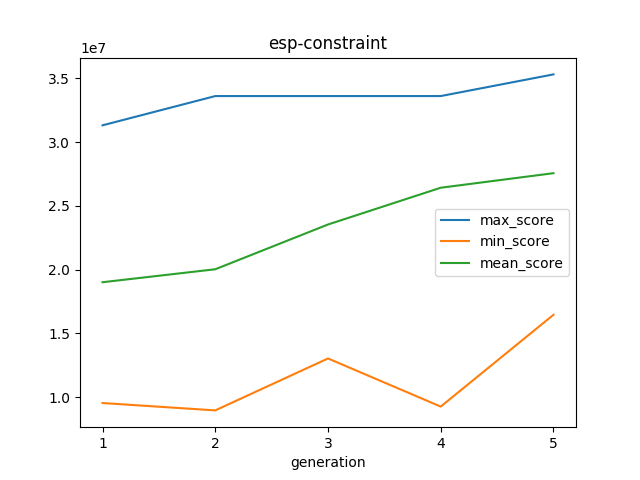 esp-constraint
1e7
3.5
3.0
2.5
2.0
1.5
1.0
max_score
min_score
mean_score
1 2 3 4 5
generation